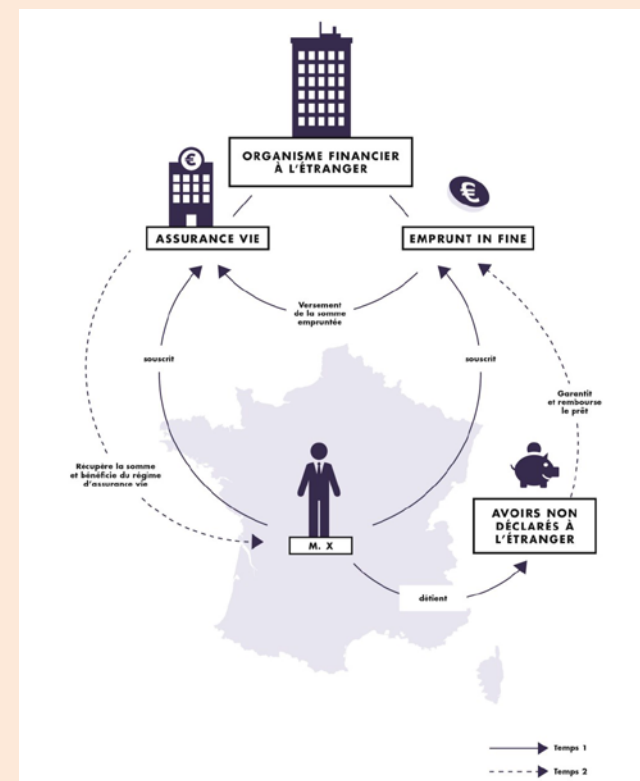 ORGANISME FINANCIER
À L'ÉTRANGER
ASSURANCE VIE
EMPRUNT IN FINE
Versement
de la somme
empruntée
souscrit
souscrit
Garantit
et rembourse
le prêt
Récupère la somme
et bénéficie du régime
d'assurance vie
AVOIRS NON
DÉCLARÉS À
L'ÉTRANGER
M. X
détient
Temps 1
Temps 2